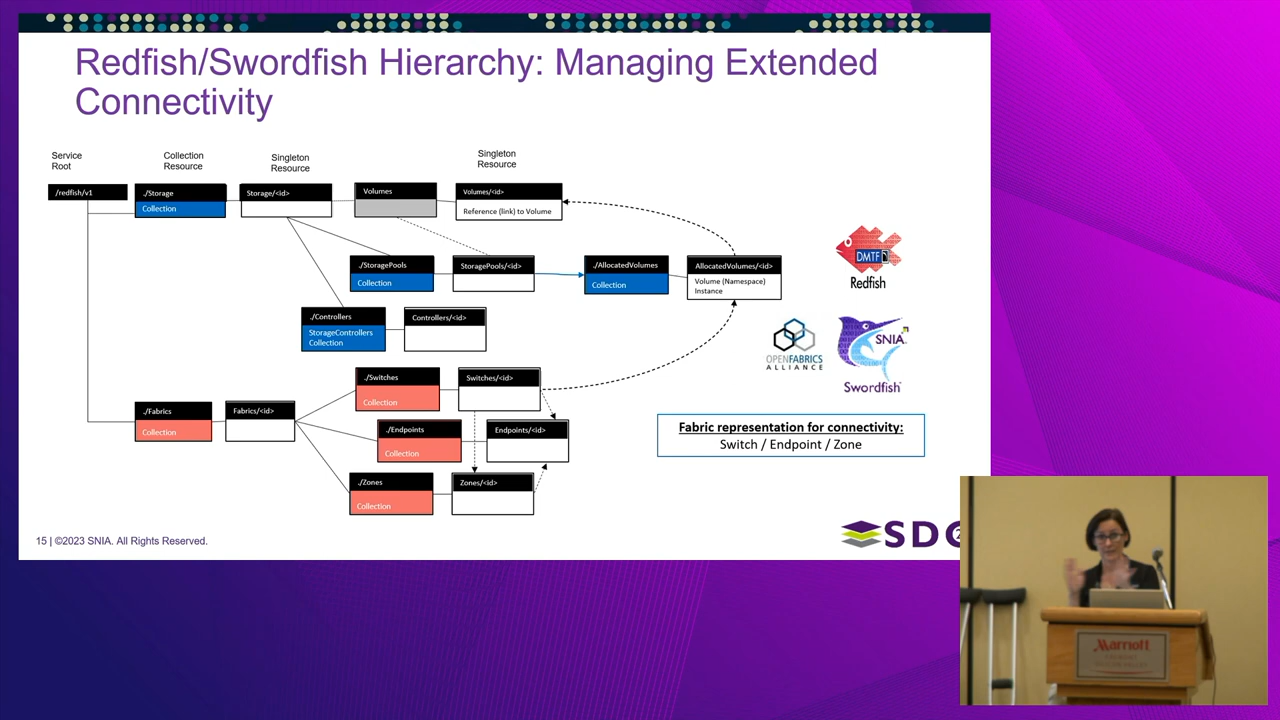 Redfish/Swordfish Hierarchy: Managing Extended
Connectivity
Service
Root
Collection
Resource
Singleton
Resource
Singleton
Resource
/redfish/v1
./Storage
Collection
Storage/<id>
Volumes
Volumes/<id>
Reference (link) to Volume
./StoragePools
Collection
StoragePools/<id>
./AllocatedVolumes
Collection
AllocatedVolumes/<id>
Volume (Namespace)
Instance
./Controllers
StorageControllers
Collection
Controllers/<id>
./Switches
Collection
Switches/<id>
./Fabrics
Collection
Fabrics/<id>
./Endpoints
Collection
Endpoints/<id>
./Zones
Collection
Zones/<id>
DMTF
Redfish
OPENFABRICS
ALLIANCE
SNIA
Swordfish
Fabric representation for connectivity:
Switch / Endpoint / Zone
15 | ©2023 SNIA. All Rights Reserved.
SDC
Marriott